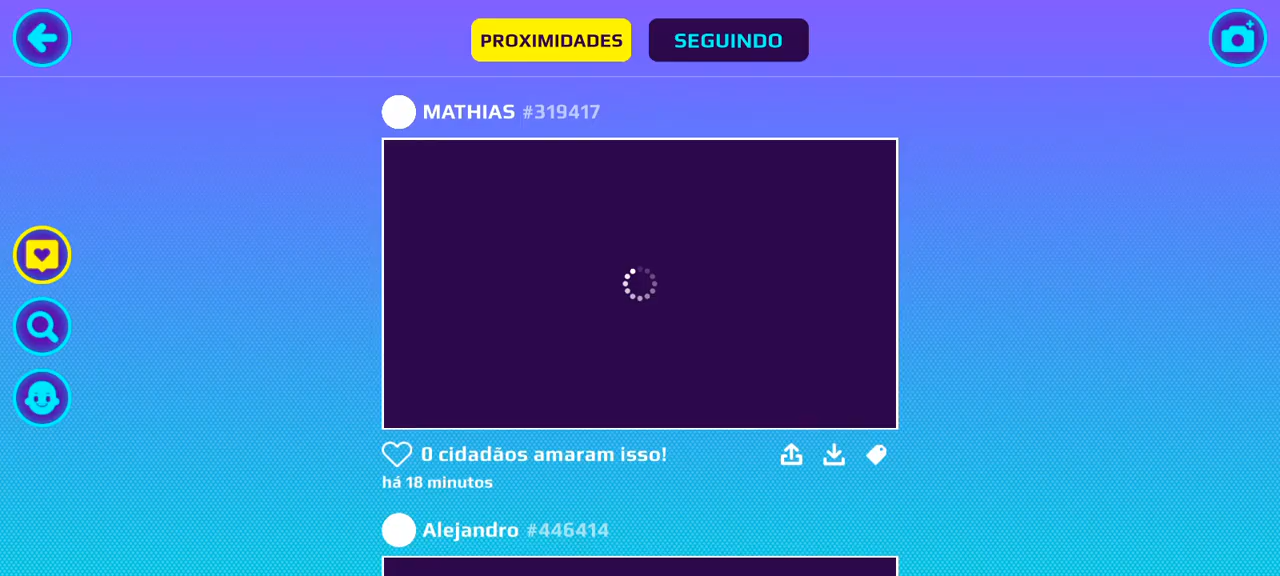 PROXIMIDADES
SEGUINDO
MATHIAS #319417
0 cidadãos amaram isso!
há 18 minutos
Alejandro #446414